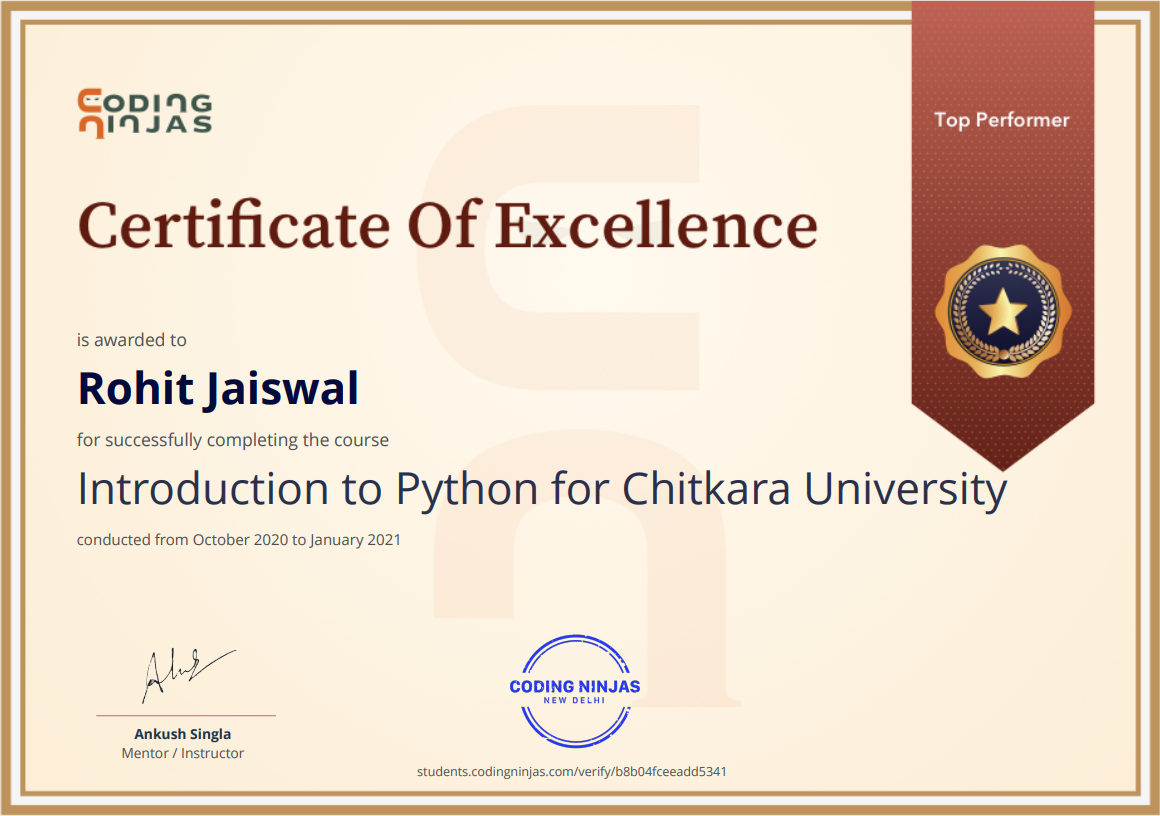 CODING
NINJAS
Top Performer
Certificate Of Excellence
is awarded to
Rohit Jaiswal
for successfully completing the course
Introduction to Python for Chitkara University
conducted from October 2020 to January 2021
Ankush Singla
Mentor / Instructor
CODING NINJAS
NEW DELHI
students.codingninjas.com/verify/b8b04fceeadd5341